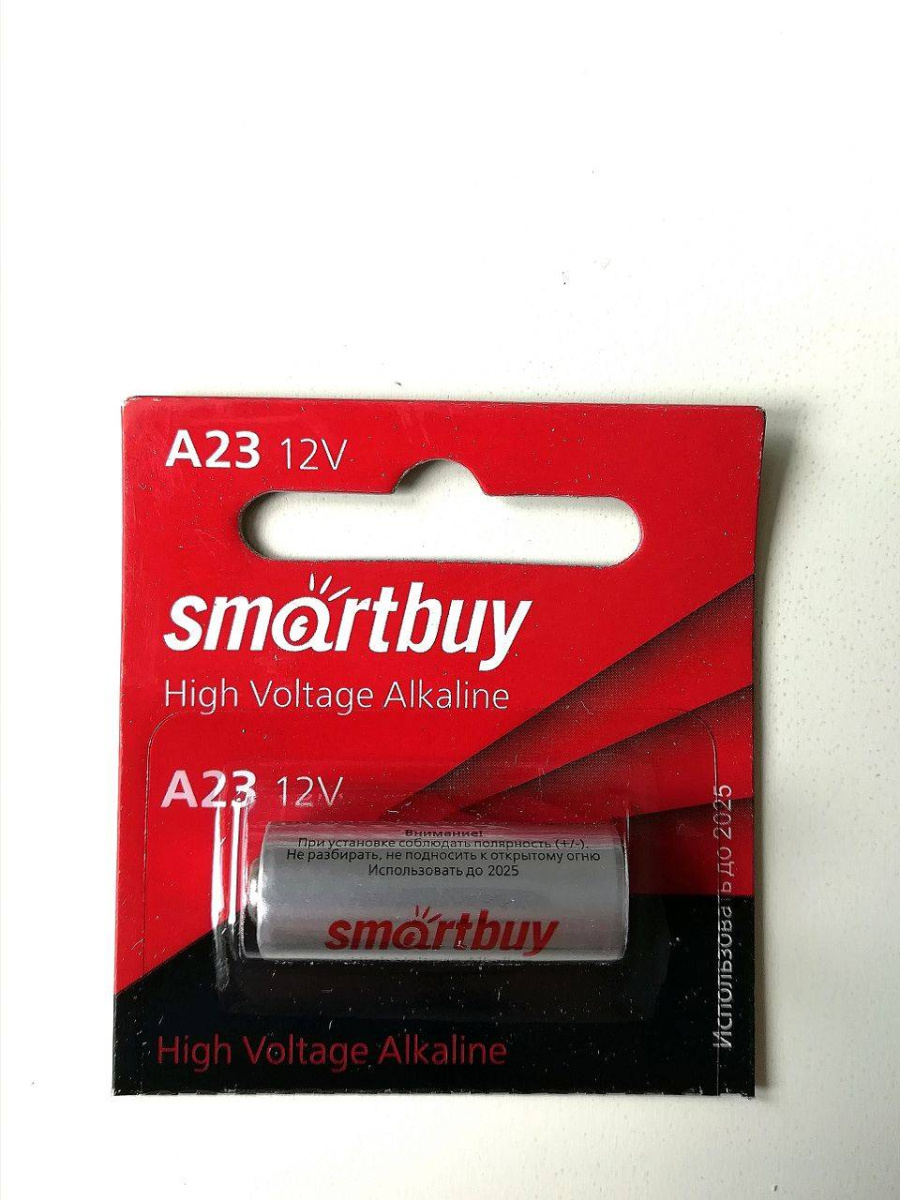 A23 12V
smartbuy
High Voltage Alkaline
A23 12V
Внимание!
При установке соблюдать полярность (+/-).
Не разбирать, не подносить к открытому огню
Использовать до 2025
smartbuy
High Voltage Alkaline
Использовать до 2025